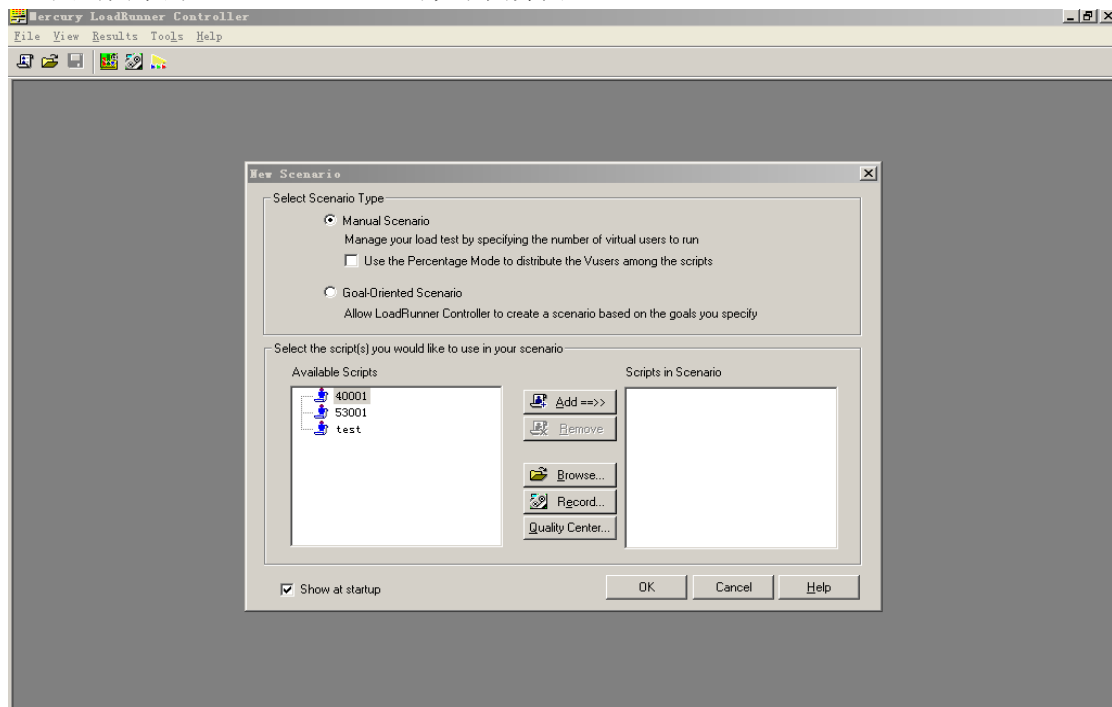 Mercury LoadRunner Controller
File View Results Tools Help
New Scenario
Select Scenario Type
Manual Scenario
Manage your load test by specifying the number of virtual users to run
Use the Percentage Mode to distribute the Vusers among the scripts
Goal-Oriented Scenario
Allow LoadRunner Controller to create a scenario based on the goals you specify
Select the script(s) you would like to use in your scenario
Available Scripts
Scripts in Scenario
40001
53001
test
Add ==>>
Remove
Browse...
Record...
Quality Center...
Show at startup
OK Cancel Help